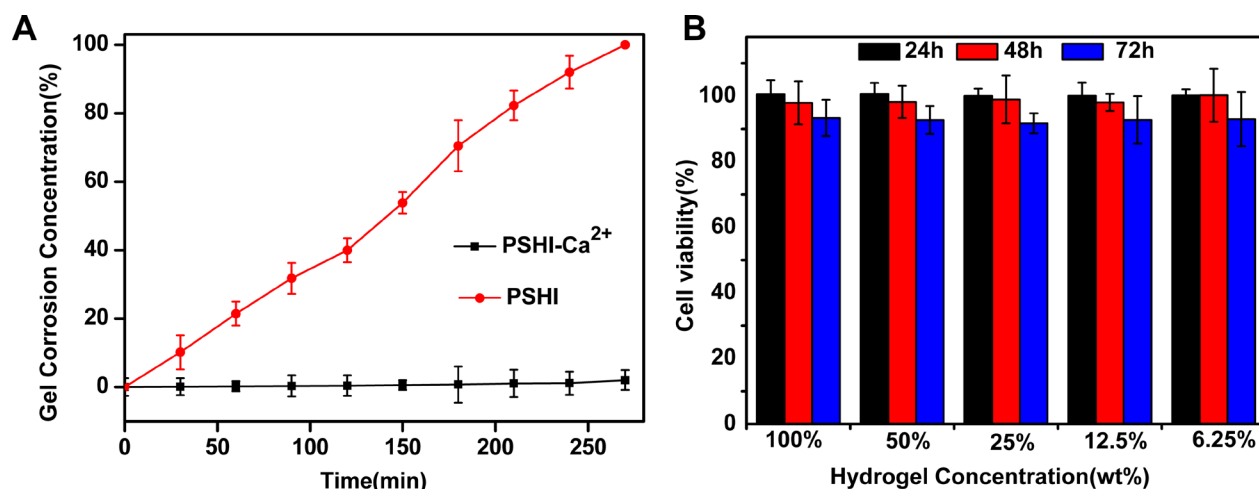 A
Gel Corrosion Concentration(%)
100
80
60
40
20
0
PSHI-Ca²⁺
PSHI
0 50 100 150 200 250
Time(min)
B
24h 48h 72h
Cell viability(%)
100
80
60
40
20
0
100% 50% 25% 12.5% 6.25%
Hydrogel Concentration(wt%)